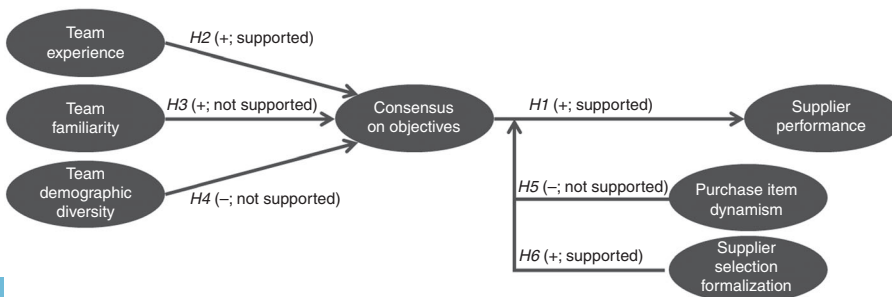 Team
experience
H2 (+; supported)
Team
familiarity
H3 (+; not supported)
Team
demographic
diversity
H4 (–; not supported)
Consensus
on objectives
H1 (+; supported)
Supplier
performance
H5 (–; not supported)
Purchase item
dynamism
H6 (+; supported)
Supplier
selection
formalization